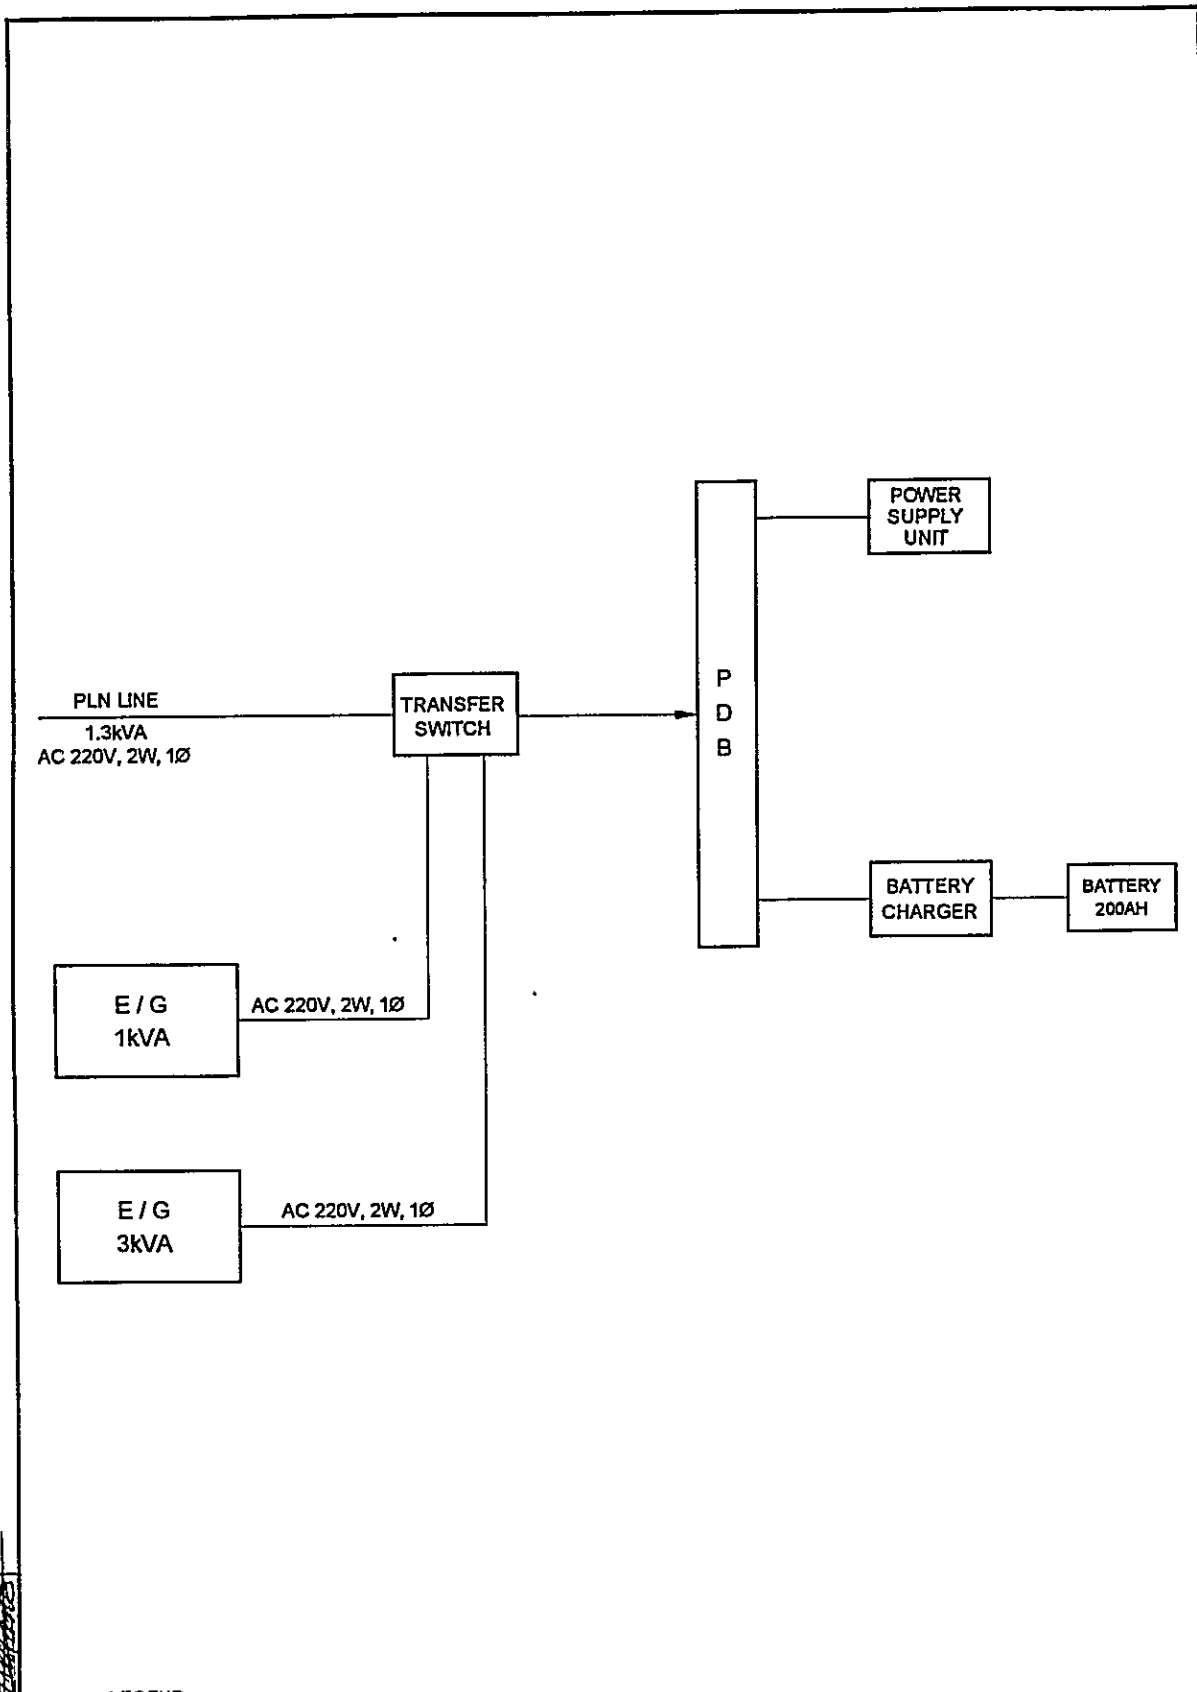 POWER
SUPPLY
UNIT
PLN LINE
1.3kVA
AC 220V, 2W, 1Ø
TRANSFER
SWITCH
P
D
B
BATTERY
CHARGER
BATTERY
200AH
E / G
1kVA
AC 220V, 2W, 1Ø
E / G
3kVA
AC 220V, 2W, 1Ø